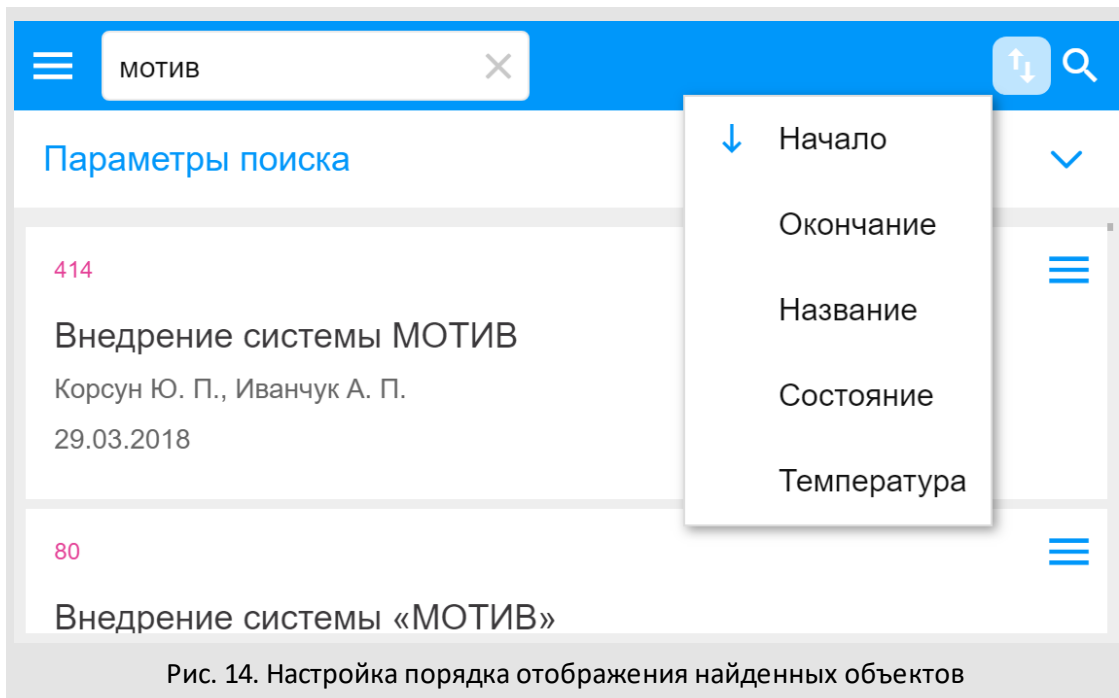 мотив
Параметры поиска
Начало
Окончание
Название
Состояние
Температура
414
Внедрение системы МОТИВ
Корсун Ю. П., Иванчук А. П.
29.03.2018
80
Внедрение системы «МОТИВ»
Рис. 14. Настройка порядка отображения найденных объектов